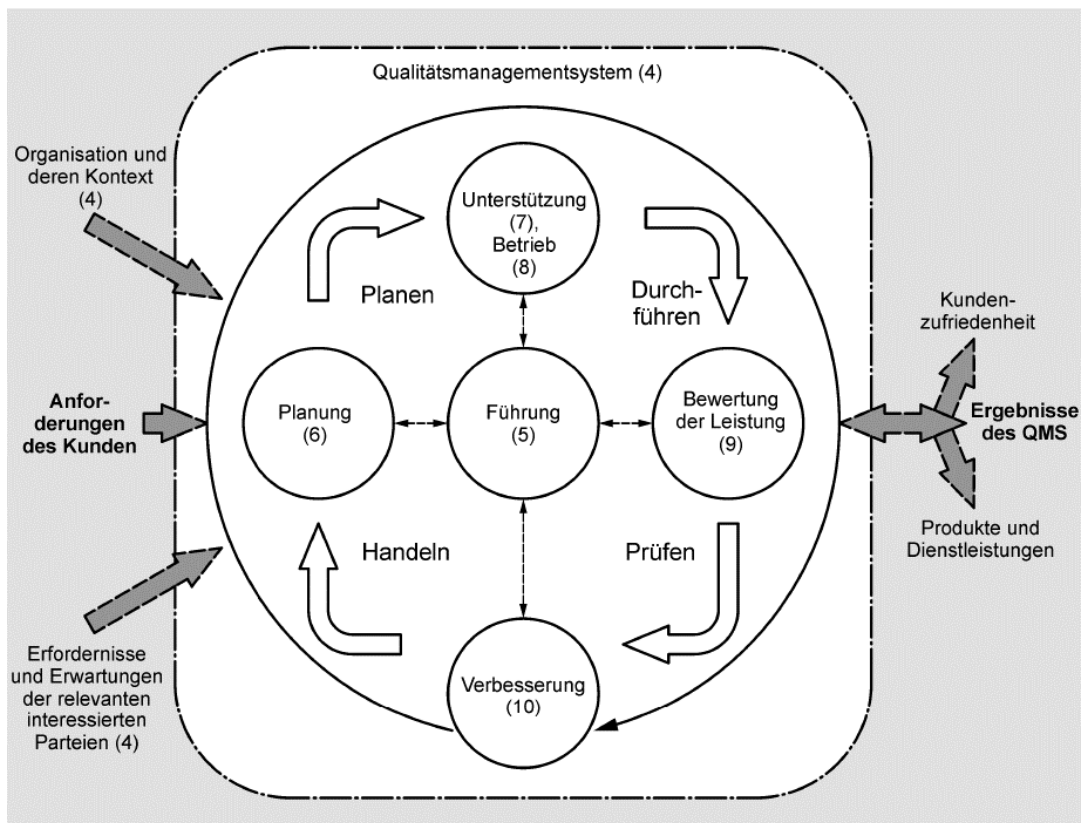 Qualitätsmanagementsystem (4)
Organisation und
deren Kontext
(4)
Anfor-
derungen
des Kunden
Erfordernisse
und Erwartungen
der relevanten
interessierten
Parteien (4)
Unterstützung
(7),
Betrieb
(8)
Planen
Durch-
führen
Planung
(6)
Führung
(5)
Bewertung
der Leistung
(9)
Handeln
Prüfen
Verbesserung
(10)
Kunden-
zufriedenheit
Ergebnisse
des QMS
Produkte und
Dienstleistungen